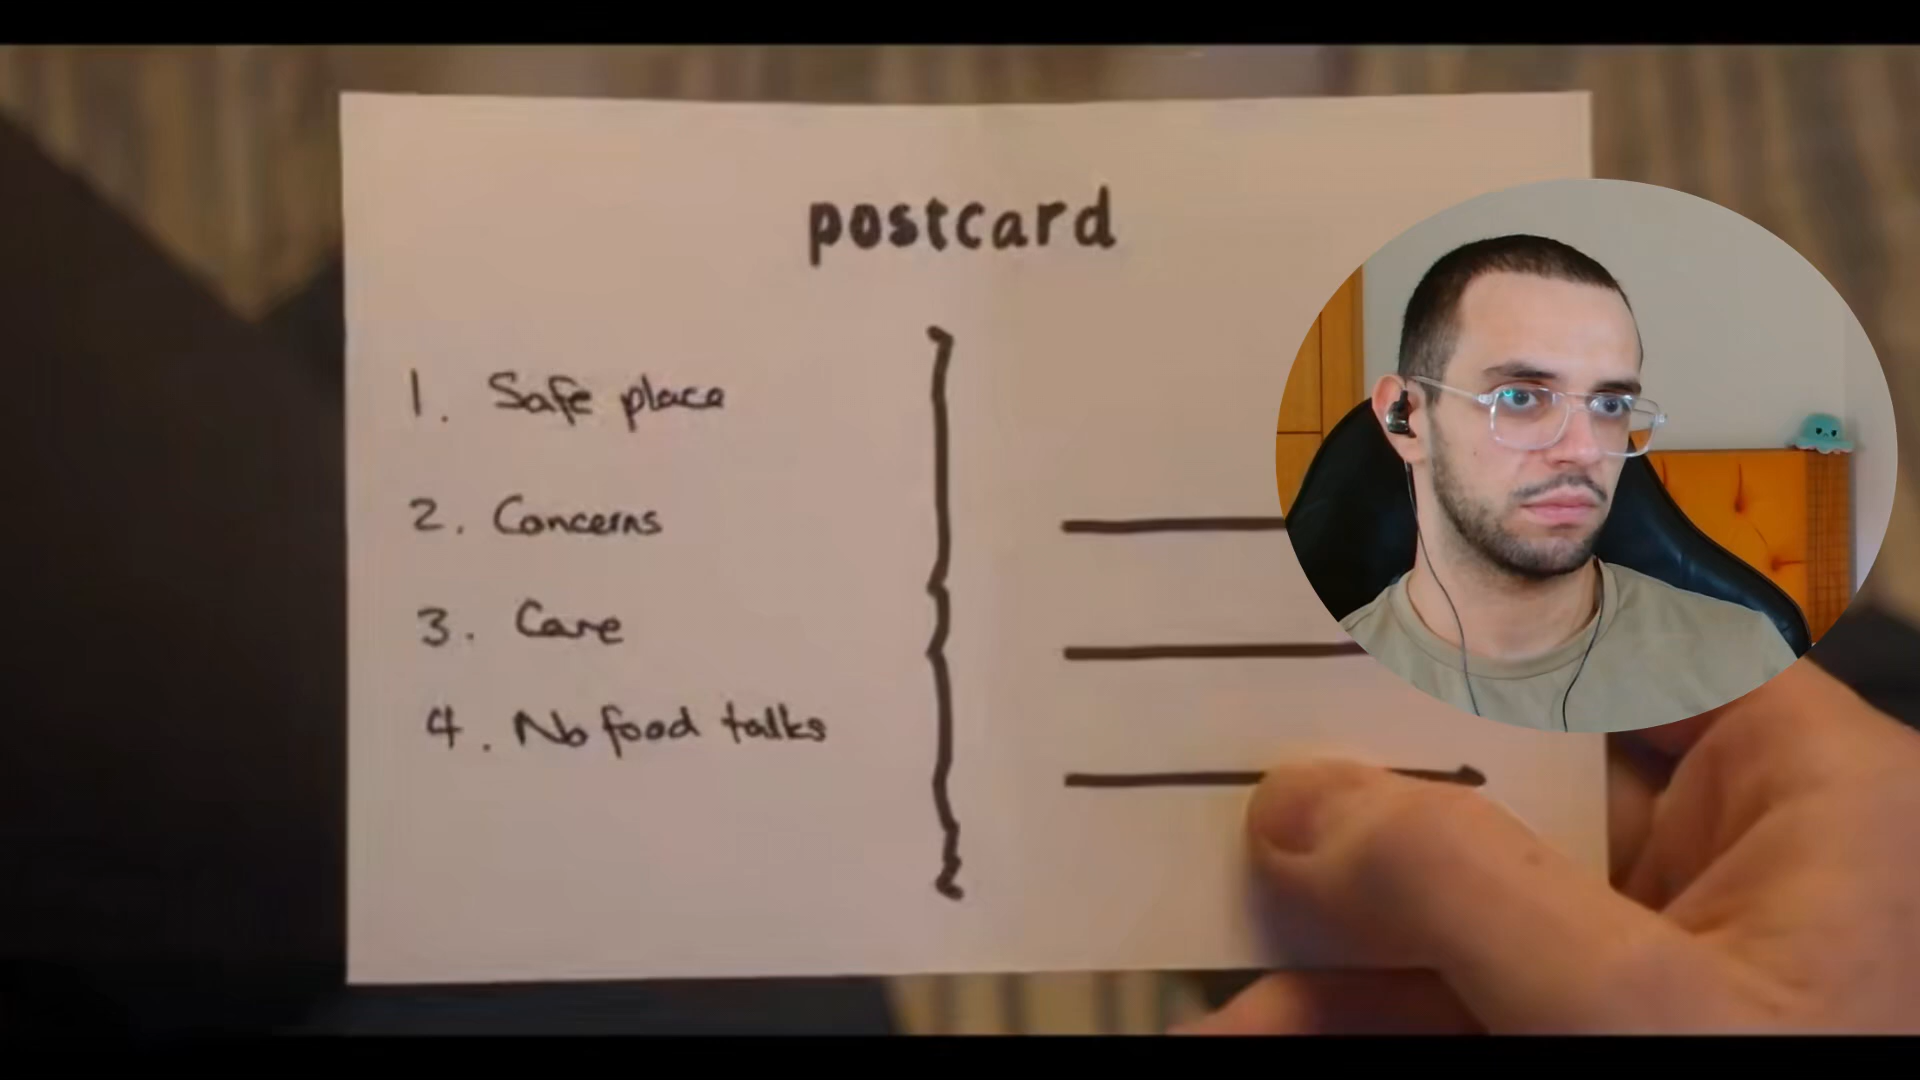 postcard
1. Safe place
2. Concerns
3. Care
4. No food talks